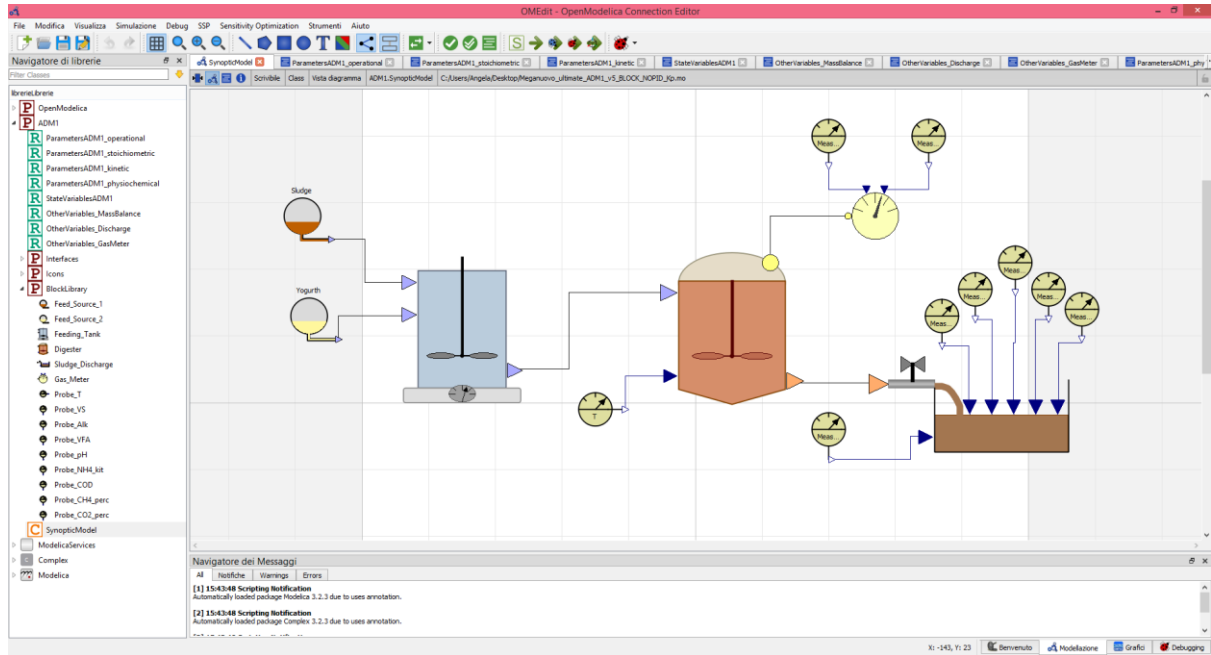 OMEdit - OpenModelica Connection Editor
File Modifica Visualizza Simulazione Debug SSP Sensitivity Optimization Strumenti Aiuto
Navigatore di librerie
SynopticModel ParametersADM1_operational ParametersADM1_stoichiometric ParametersADM1_kinetic StateVariablesADM1 OtherVariables_MassBalance OtherVariables_Discharge OtherVariables_GasMeter ParametersADM1_phy
Filter Classes
Scrivibile Class Vista diagramma ADM1.SynopticModel C:/Users/Angela/Desktop/Meganuovo_ultimate_ADM1_v5_BLOCK_NOPID_Kp.mo
librerieLibrerie
OpenModelica
ADM1
ParametersADM1_operational
ParametersADM1_stoichiometric
ParametersADM1_kinetic
ParametersADM1_physiochemical
StateVariablesADM1
OtherVariables_MassBalance
OtherVariables_Discharge
OtherVariables_GasMeter
Interfaces
Icons
BlockLibrary
Feed_Source_1
Feed_Source_2
Feeding_Tank
Digester
Sludge_Discharge
Gas_Meter
Probe_T
Probe_VS
Probe_Alk
Probe_VFA
Probe_pH
Probe_NH4_kit
Probe_COD
Probe_CH4_perc
Probe_CO2_perc
SynopticModel
ModelicaServices
Complex
Modelica
Meas...
Meas...
Sludge
Yogurth
Meas...
Meas...
Meas...
Meas...
Meas...
T
Meas...
Navigatore dei Messaggi
All Notifiche Warnings Errors
[1] 15:43:48 Scripting Notification
Automatically loaded package Modelica 3.2.3 due to uses annotation.
[2] 15:43:48 Scripting Notification
Automatically loaded package Complex 3.2.3 due to uses annotation.
X: -143, Y: 23 Benvenuto Modellazione Grafici Debugging